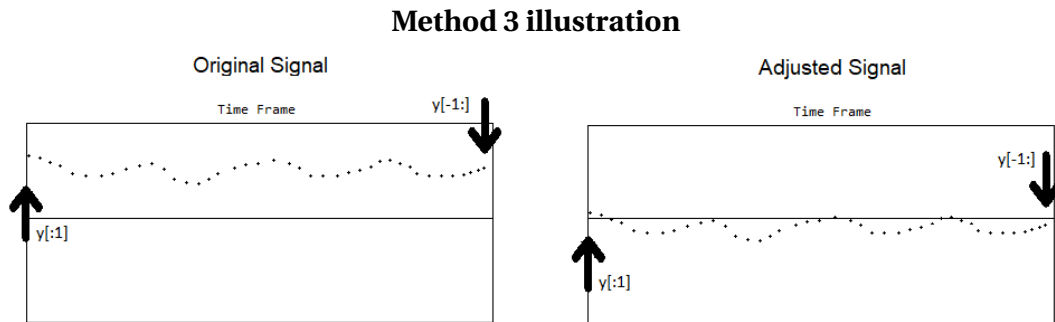 Method 3 illustration
Original Signal
Time Frame
y[-1:]
y[:1]
Adjusted Signal
Time Frame
y[-1:]
y[:1]